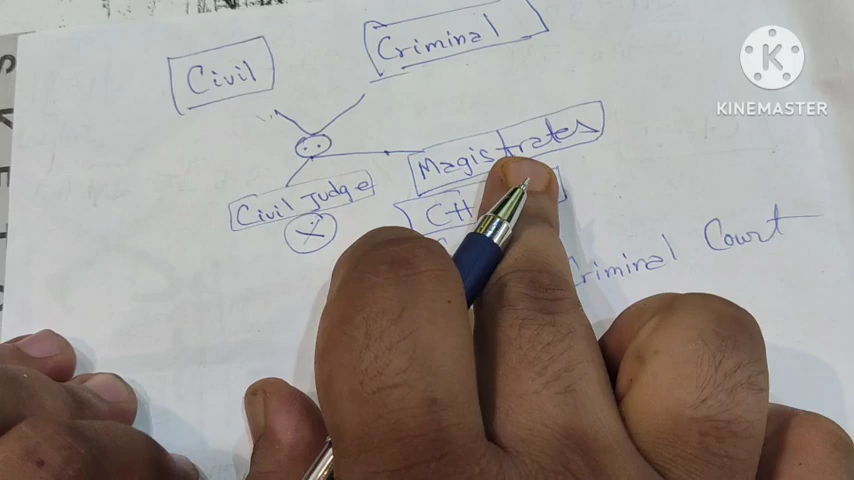 Civil
Criminal
K
KINEMASTER
Magistrates
Civil Judge
X
Criminal Court